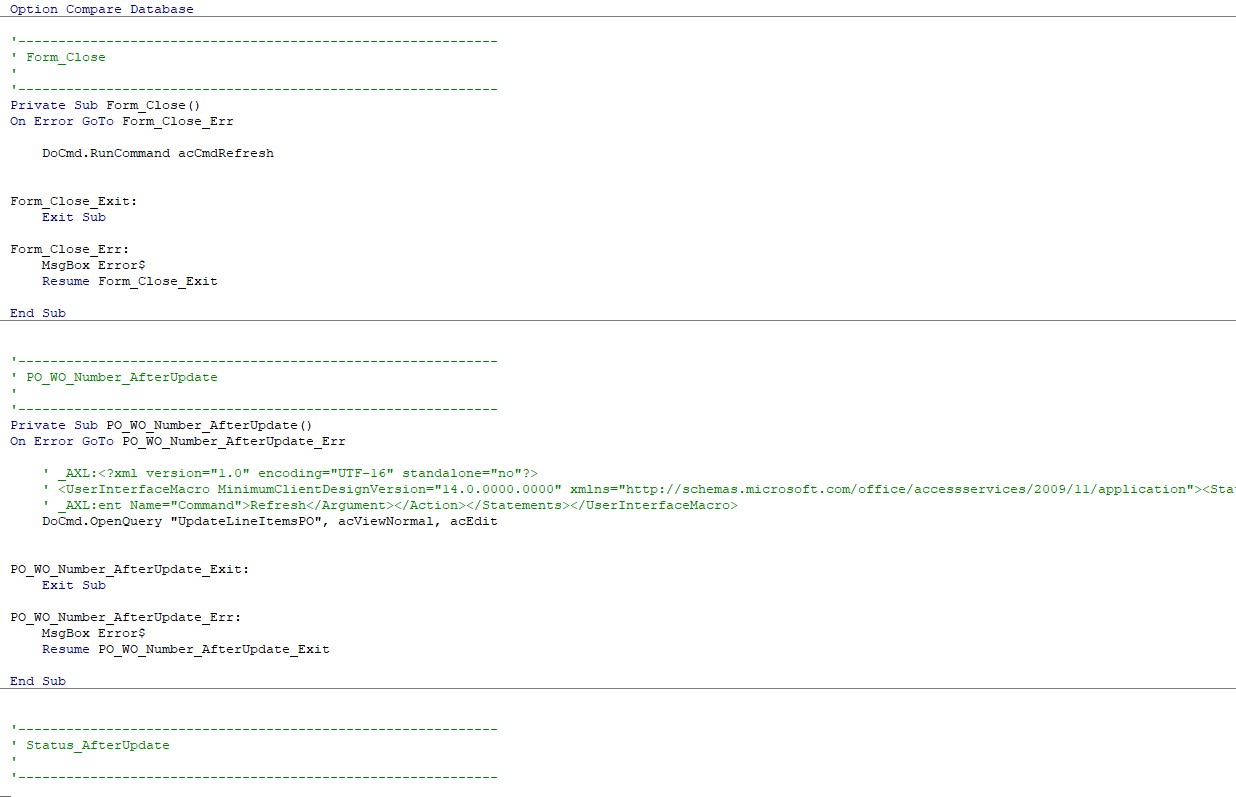 Option Compare Database
'------------------------------------------------------------
' Form_Close
'
'------------------------------------------------------------
Private Sub Form_Close()
On Error GoTo Form_Close_Err
    DoCmd.RunCommand acCmdRefresh
Form_Close_Exit:
    Exit Sub
Form_Close_Err:
    MsgBox Error$
    Resume Form_Close_Exit
End Sub
'------------------------------------------------------------
' PO_WO_Number_AfterUpdate
'
'------------------------------------------------------------
Private Sub PO_WO_Number_AfterUpdate()
On Error GoTo PO_WO_Number_AfterUpdate_Err
    ' _AXL:<?xml version="1.0" encoding="UTF-16" standalone="no"?>
    ' <UserInterfaceMacro MinimumClientDesignVersion="14.0.0000.0000" xmlns="http://schemas.microsoft.com/office/accessservices/2009/11/application"><Sta
    ' _AXL:ent Name="Command">Refresh</Argument></Action></Statements></UserInterfaceMacro>
    DoCmd.OpenQuery "UpdateLineItemsPO", acViewNormal, acEdit
PO_WO_Number_AfterUpdate_Exit:
    Exit Sub
PO_WO_Number_AfterUpdate_Err:
    MsgBox Error$
    Resume PO_WO_Number_AfterUpdate_Exit
End Sub
'------------------------------------------------------------
' Status_AfterUpdate
'
'------------------------------------------------------------